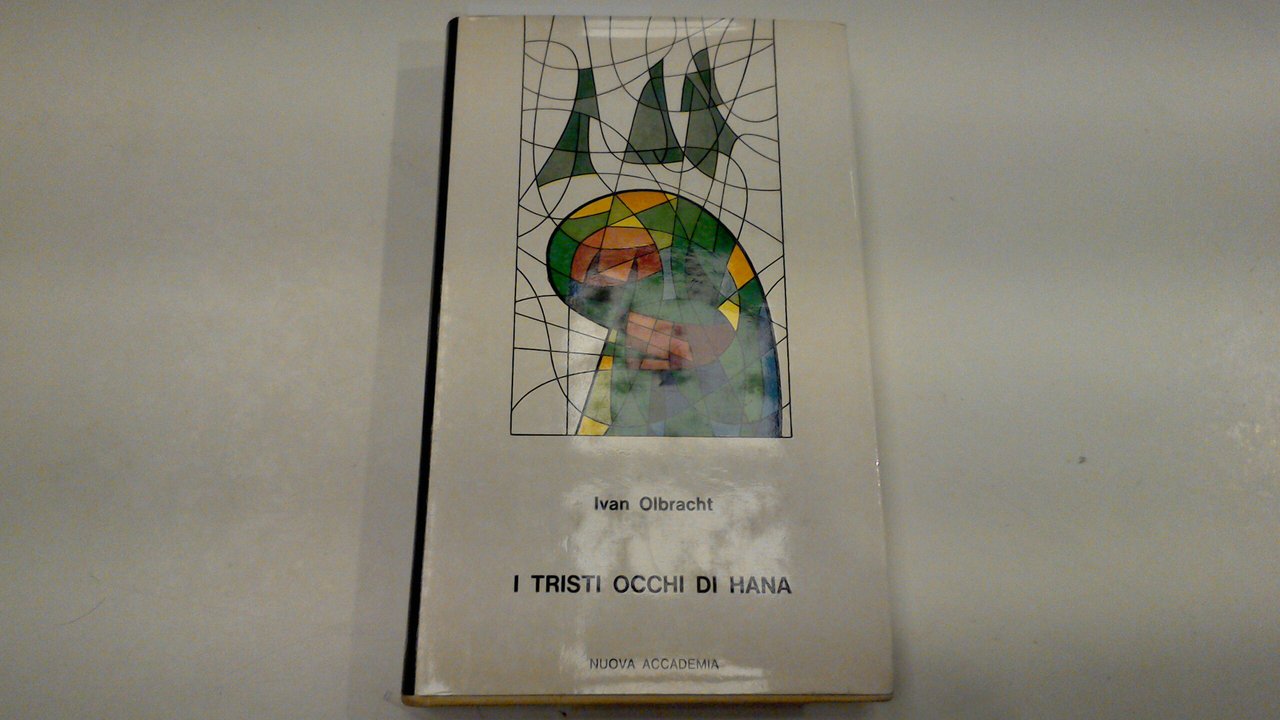 Ivan Olbracht
I TRISTI OCCHI DI HANA
NUOVA ACCADEMIA